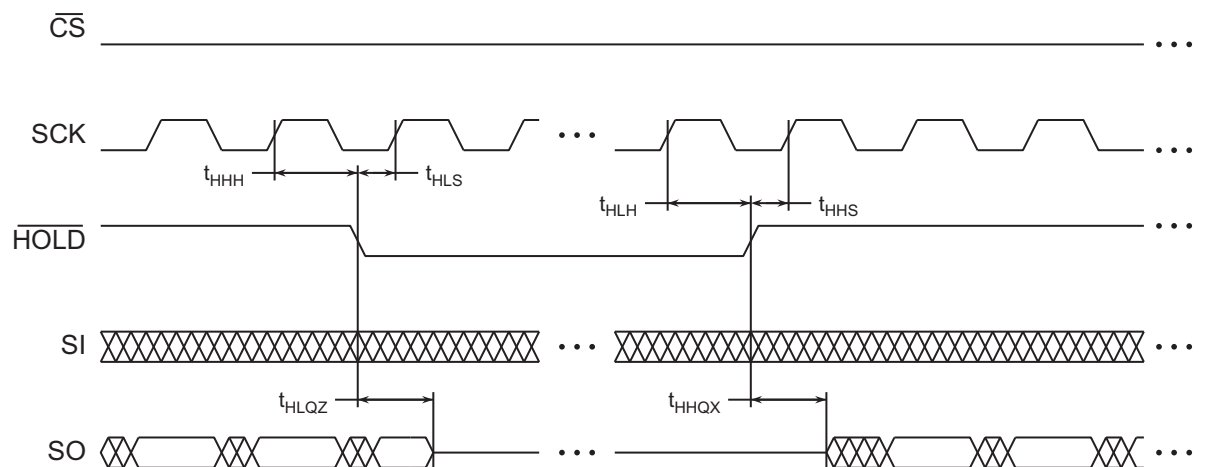 CS
SCK
tHHH
tHLS
tHLH
tHHS
HOLD
SI
tHLQZ
tHHQX
SO